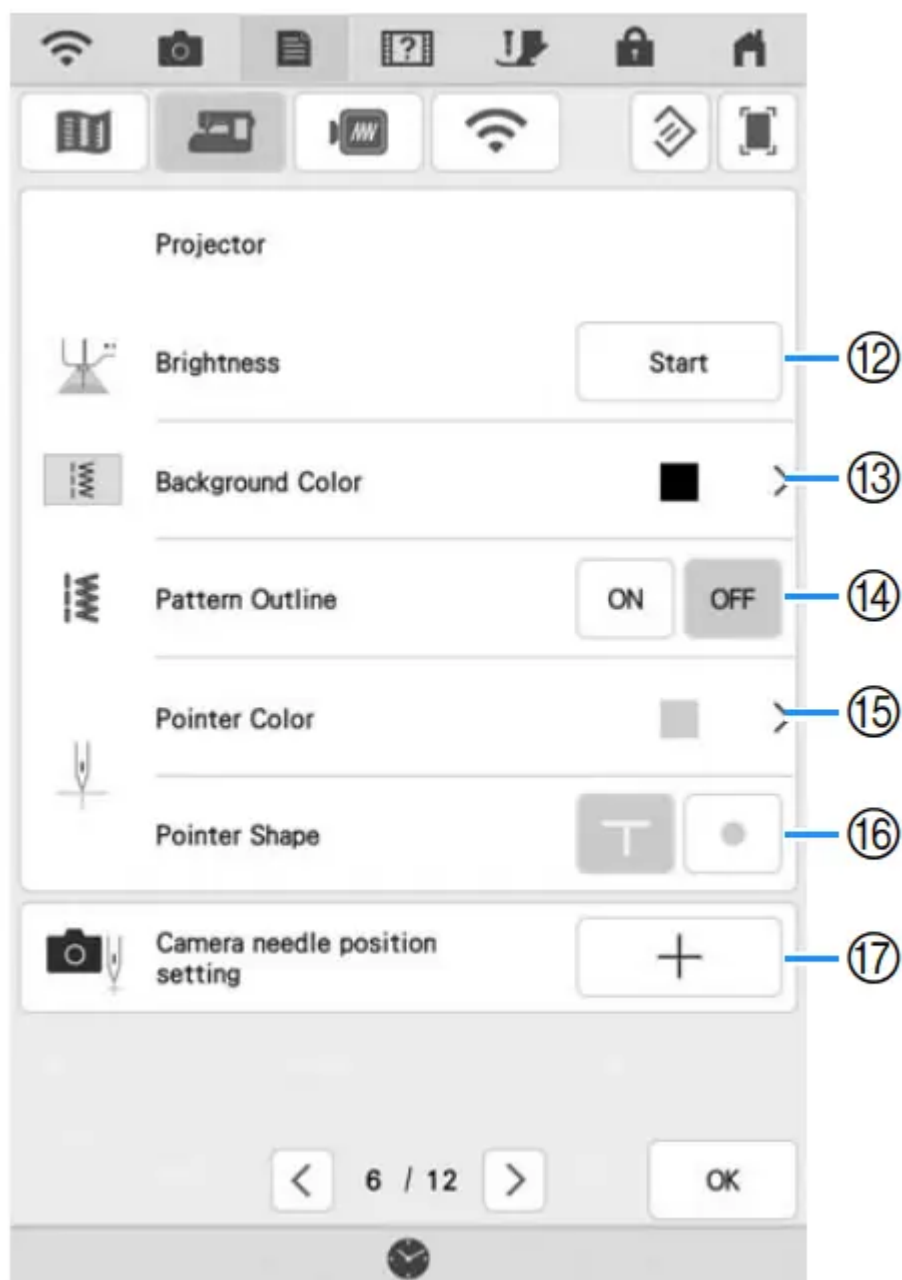 ?
Projector
Brightness
Start
⑫
Background Color
⑬
Pattern Outline
ON
OFF
⑭
Pointer Color
⑮
Pointer Shape
⑯
Camera needle position
setting
⑰
6 / 12
OK